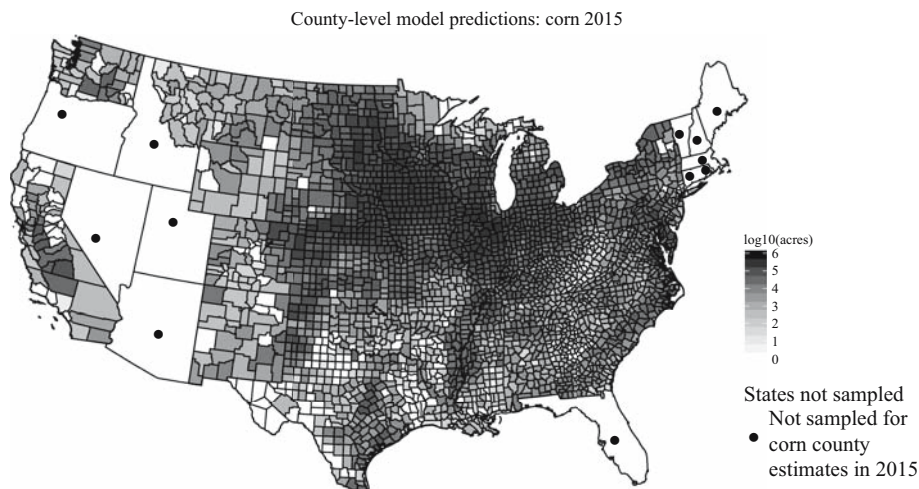 County-level model predictions: corn 2015
log10(acres)
6
5
4
3
2
1
0
States not sampled
Not sampled for
corn county
estimates in 2015